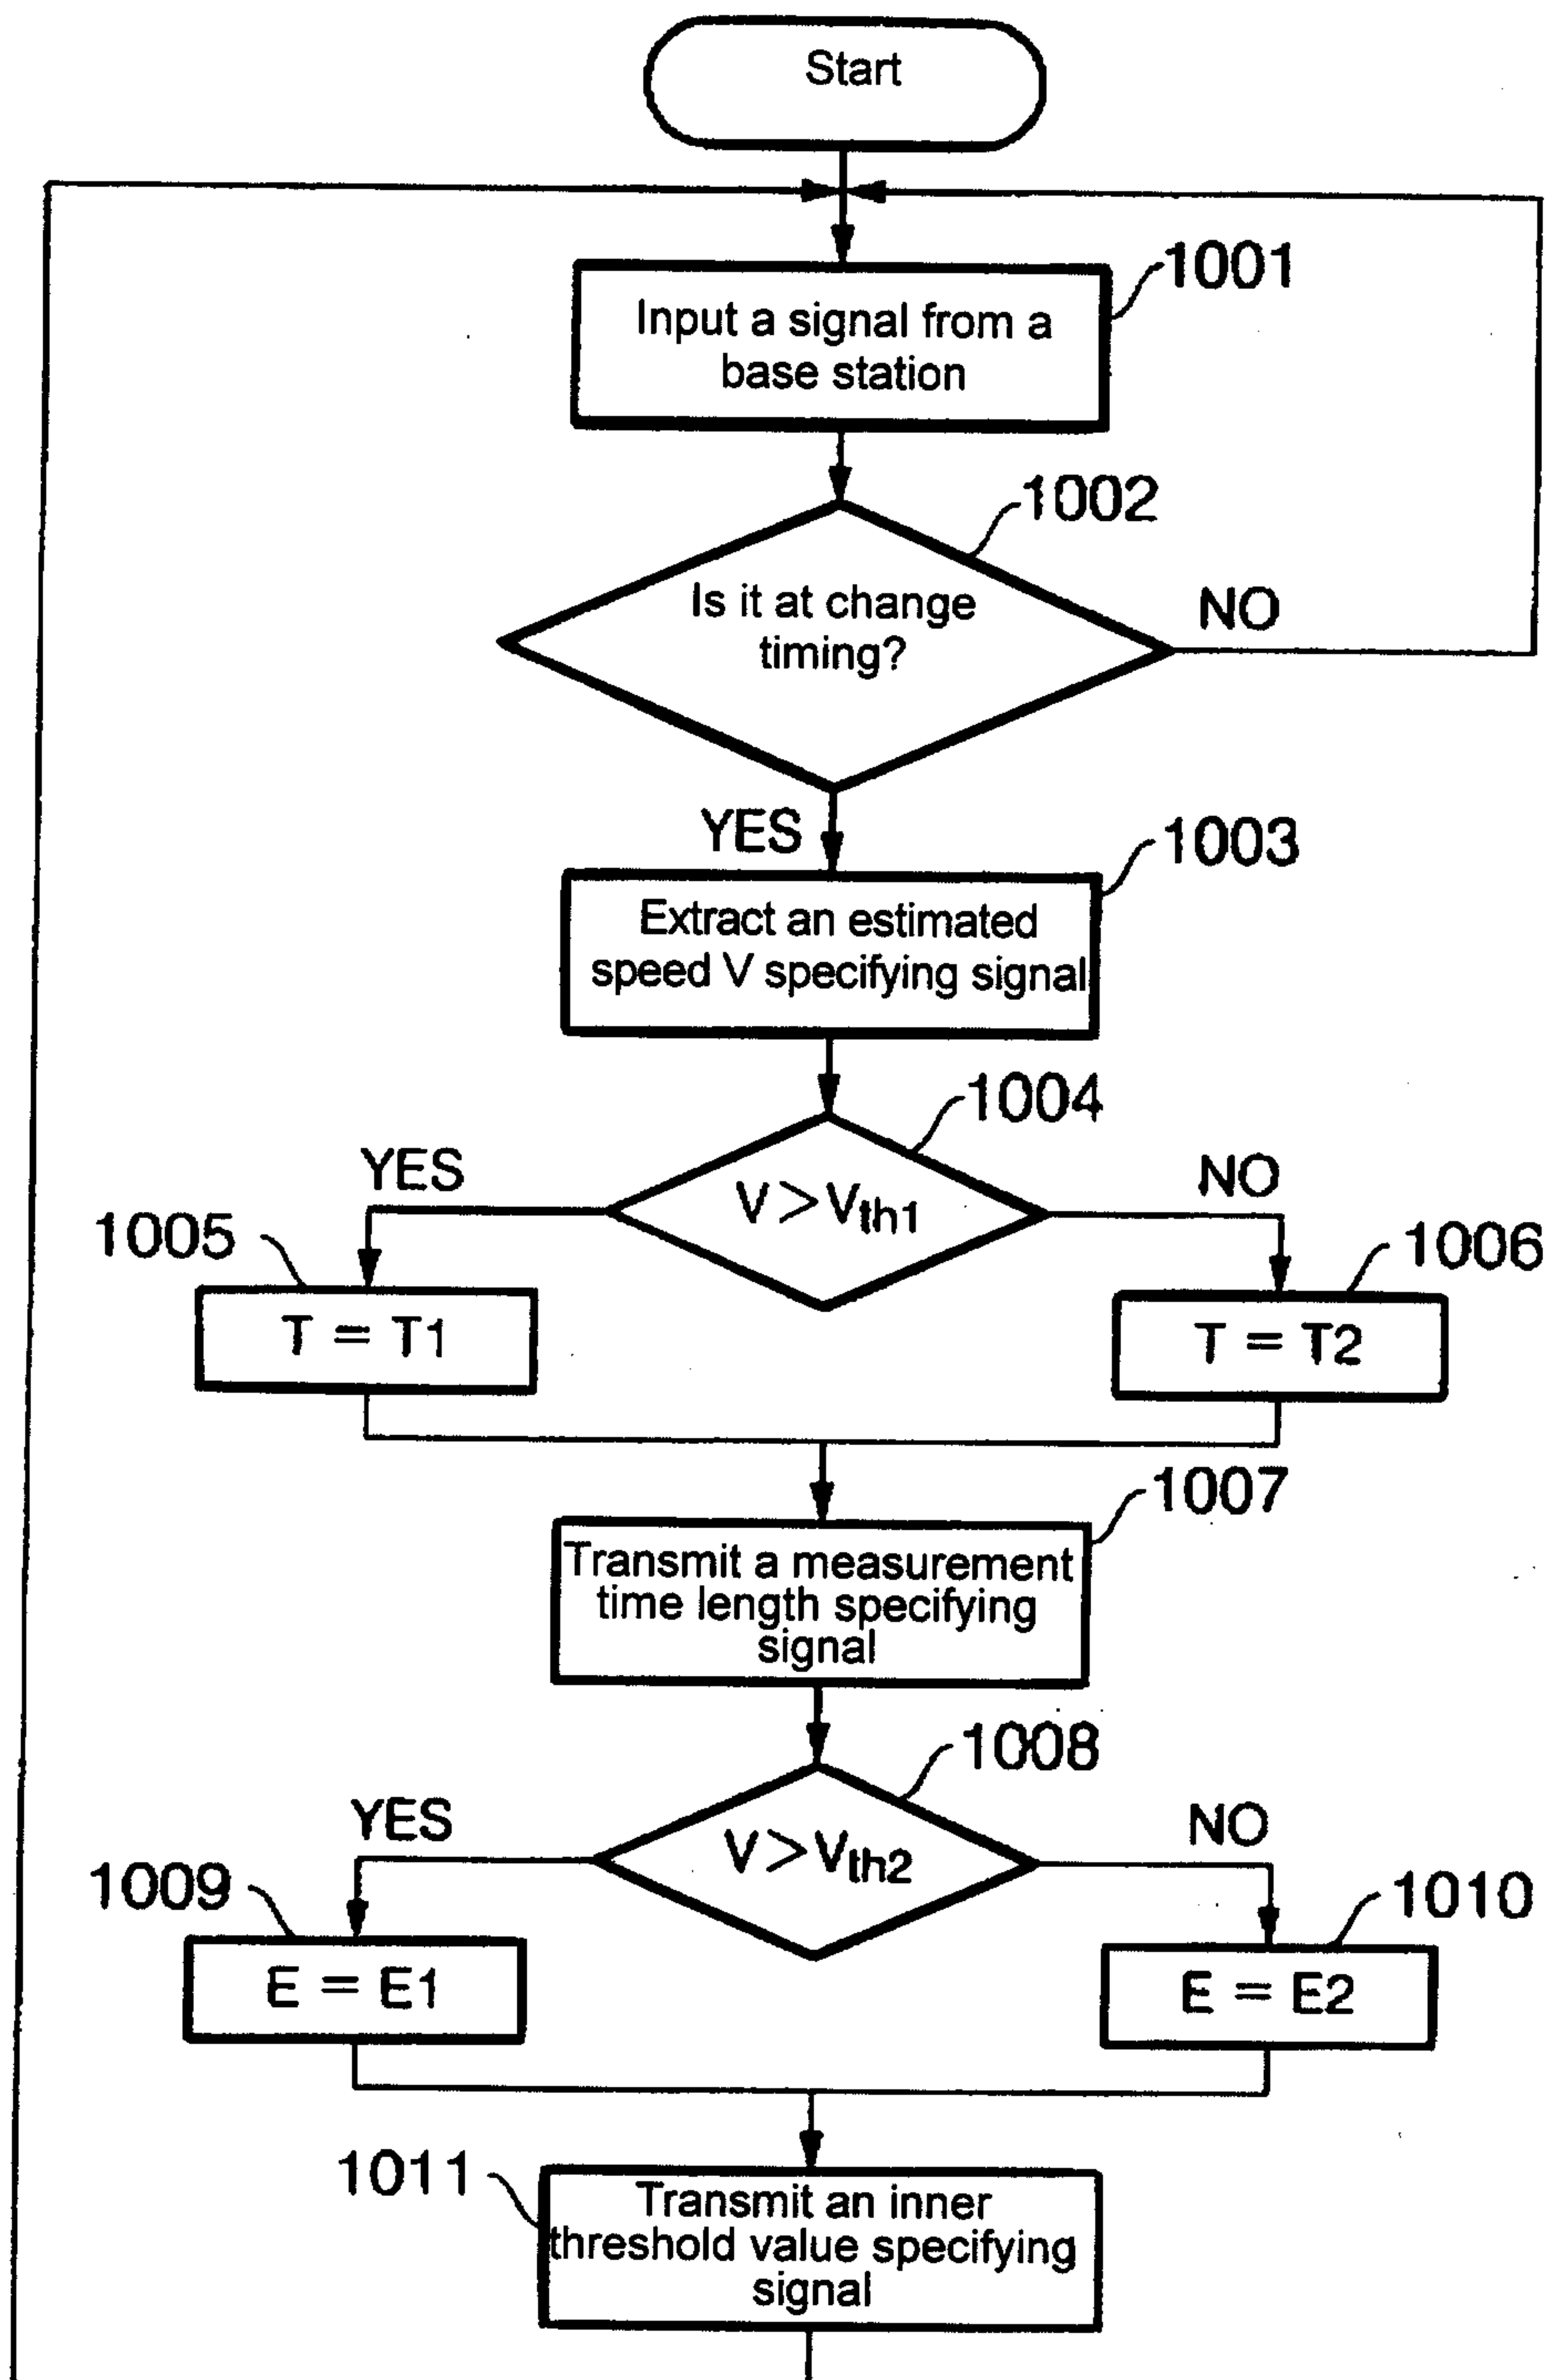 Start
1001
Input a signal from a
base station
1002
Is it at change
timing?
NO
YES
1003
Extract an estimated
speed V specifying signal
1004
YES
V > Vth1
NO
1005
1006
T = T1
T = T2
1007
Transmit a measurement
time length specifying
signal
1008
YES
V > Vth2
NO
1009
1010
E = E1
E = E2
1011
Transmit an inner
threshold value specifying
signal